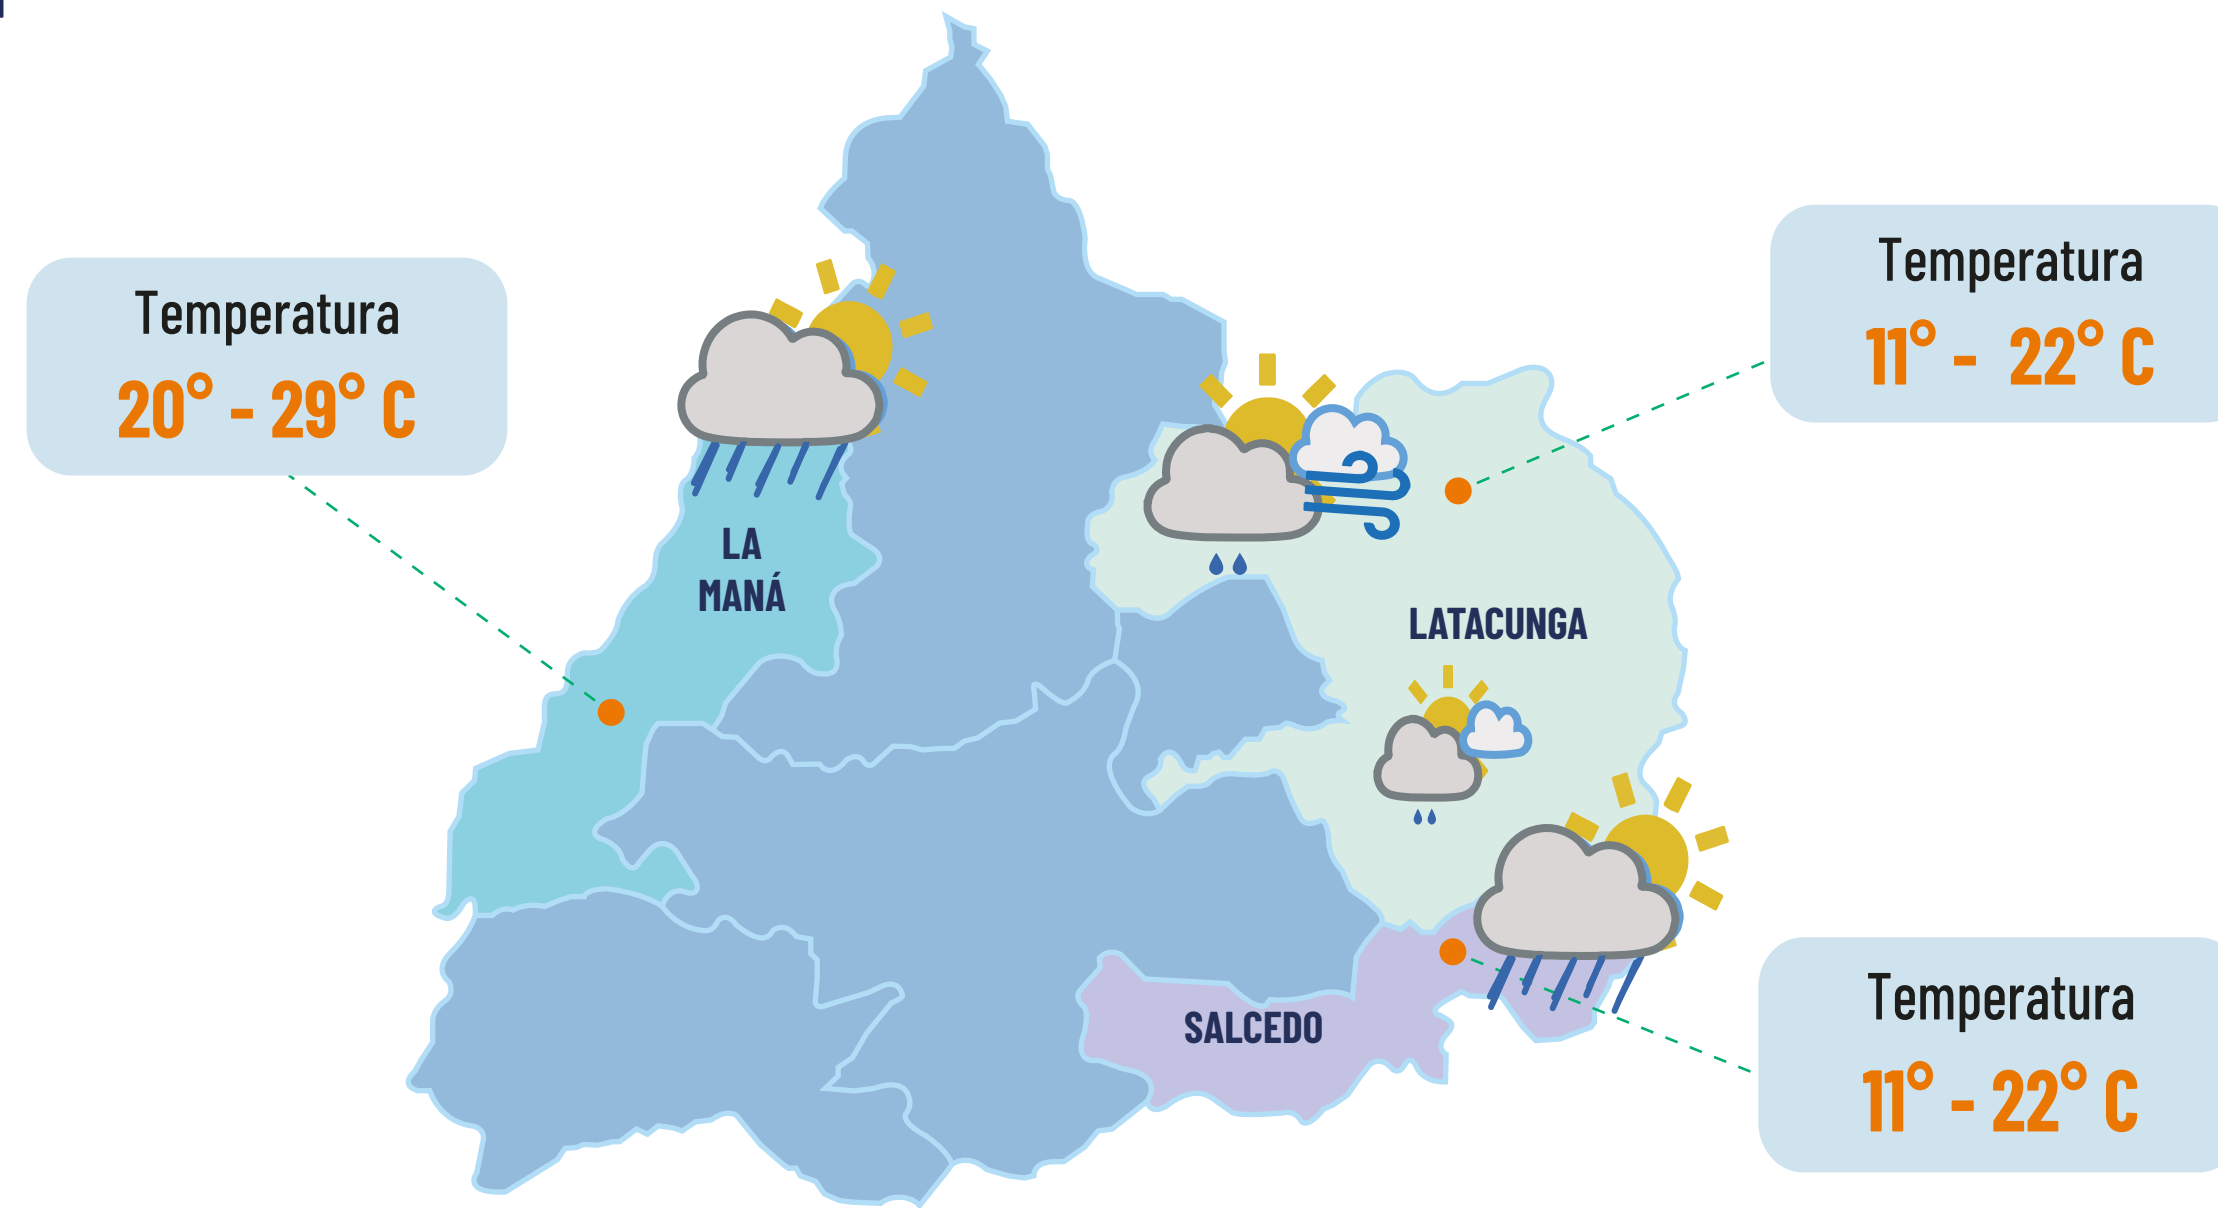 Temperatura
20° - 29° C
Temperatura
11° - 22° C
LA
MANÁ
LATACUNGA
SALCEDO
Temperatura
11° - 22° C